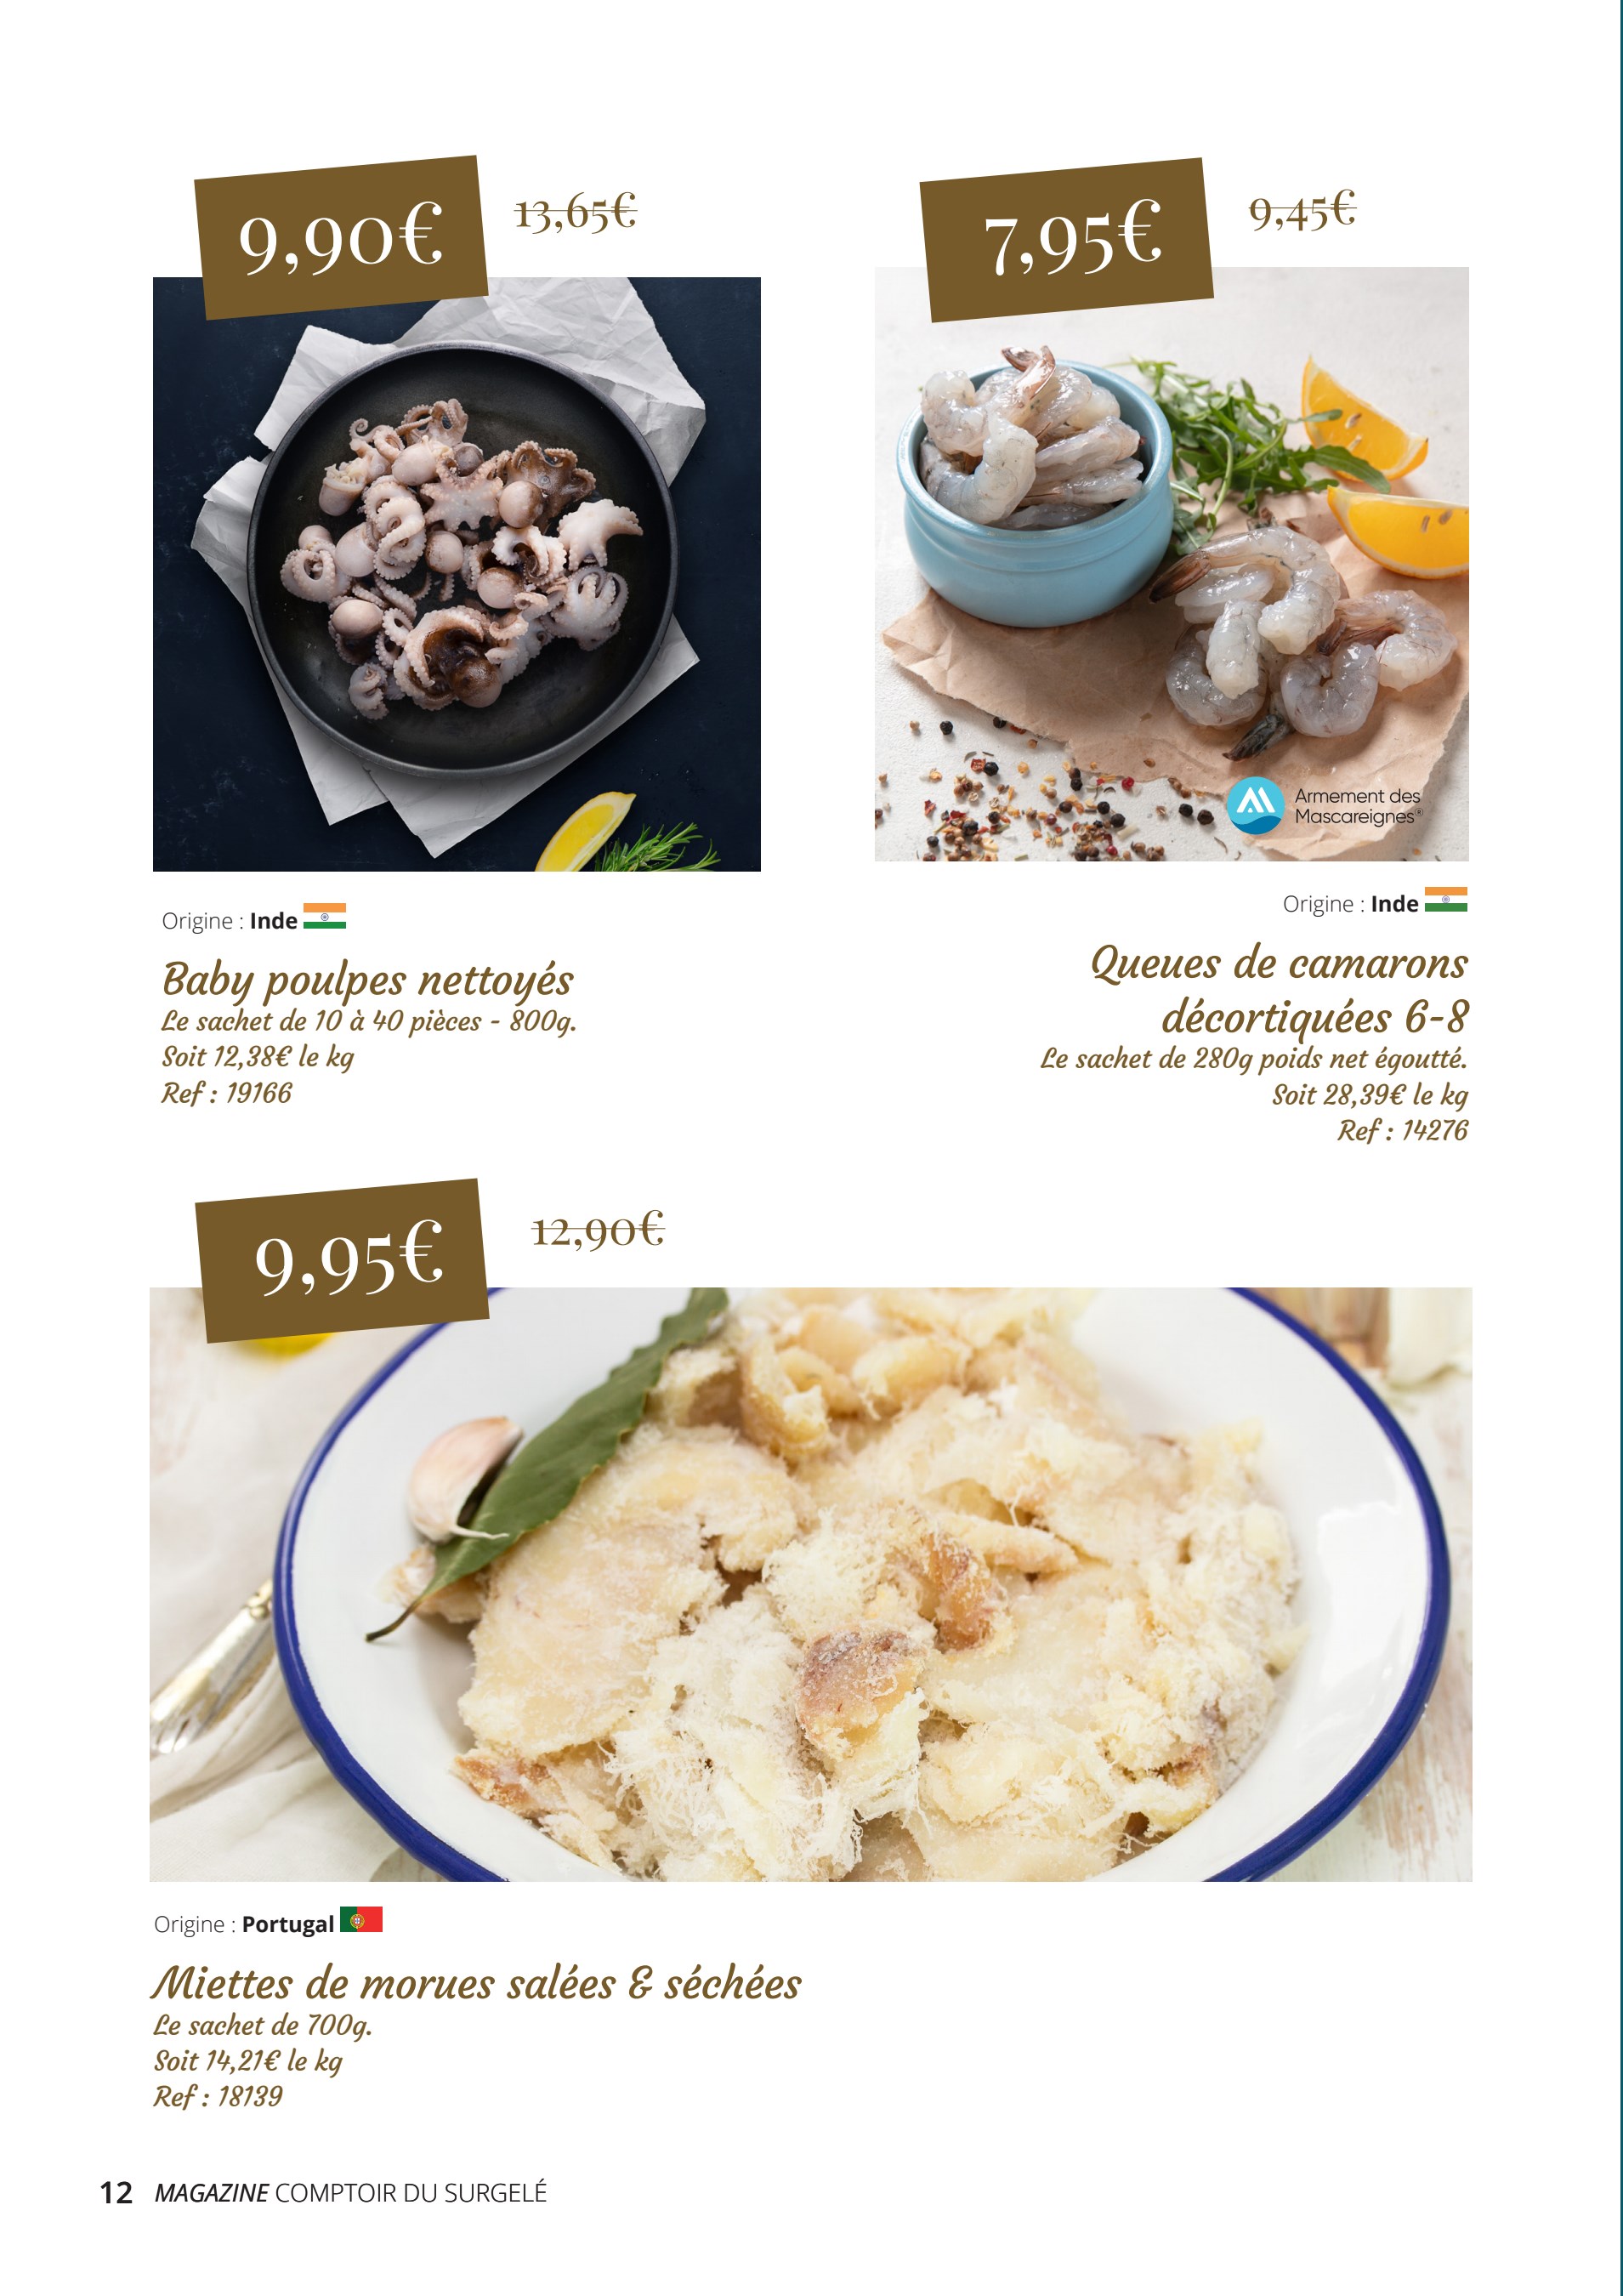 9,90€
13,65€
Origine : Inde
Baby poulpes nettoyés
Le sachet de 10 à 40 pièces - 800g.
Soit 12,38€ le kg
Ref : 19166
7,95€
9,45€
Armement des
Mascareignes®
Origine : Inde
Queues de camarons
décortiquées 6-8
Le sachet de 280g poids net égoutté.
Soit 28,39€ le kg
Ref : 14276
9,95€
12,90€
Origine : Portugal
Miettes de morues salées & séchées
Le sachet de 700g.
Soit 14,21€ le kg
Ref : 18139
12 MAGAZINE COMPTOIR DU SURGELÉ